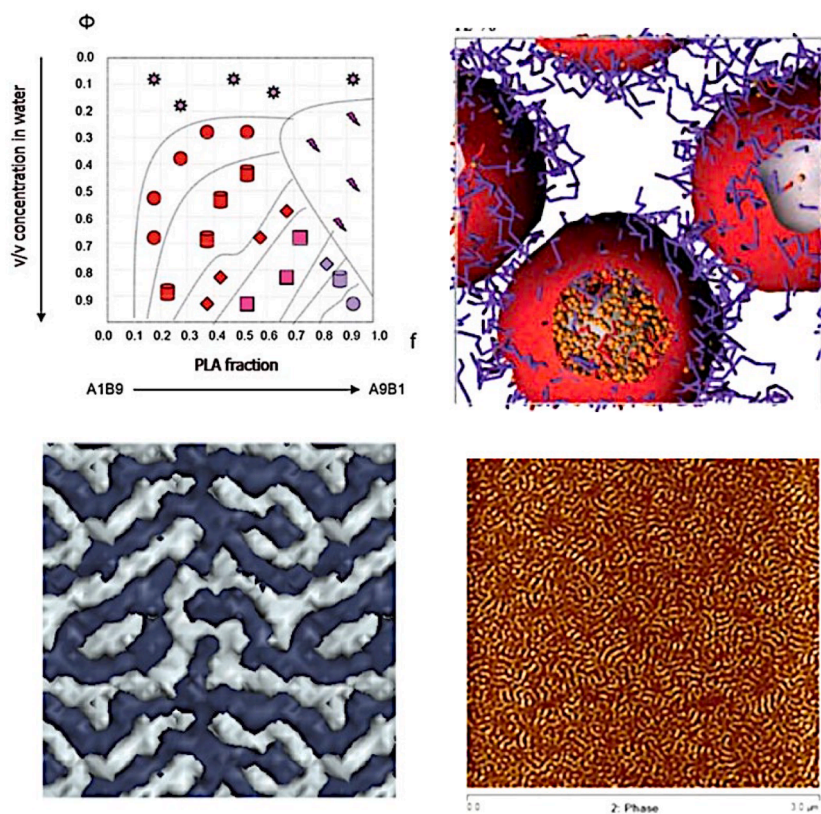 Φ
0.0
0.1
0.2
0.3
0.4
0.5
0.6
0.7
0.8
0.9
v/v concentration in water
0.0 0.1 0.2 0.3 0.4 0.5 0.6 0.7 0.8 0.9 1.0
f
PLA fraction
A1B9
A9B1
0.0
2: Phase
3.0 µm